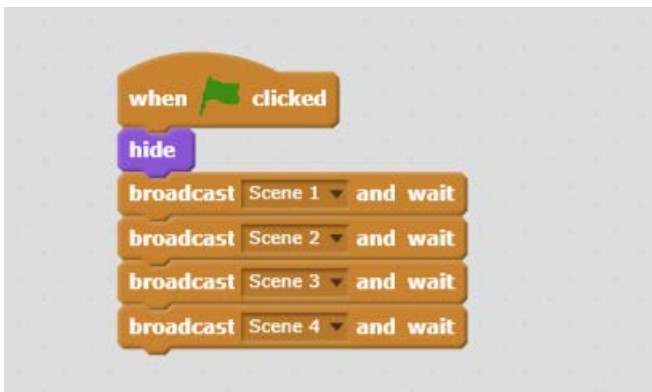 when clicked
hide
broadcast Scene 1 and wait
broadcast Scene 2 and wait
broadcast Scene 3 and wait
broadcast Scene 4 and wait